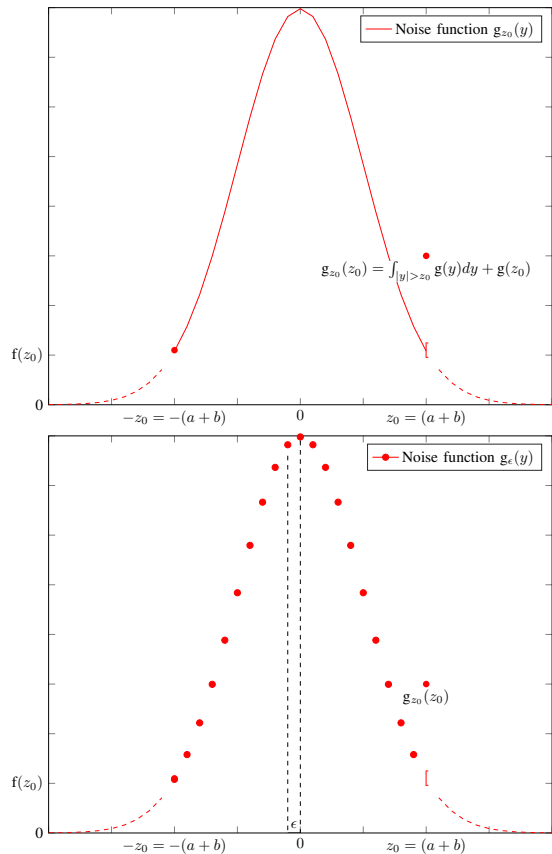 Noise function g_{z_0}(y)
g_{z_0}(z_0) = ∫_{|y|>z_0} g(y)dy + g(z_0)
f(z_0)
0
−z_0 = −(a + b) 0 z_0 = (a + b)
Noise function g_ϵ(y)
g_{z_0}(z_0)
f(z_0)
ϵ
0
−z_0 = −(a + b) 0 z_0 = (a + b)